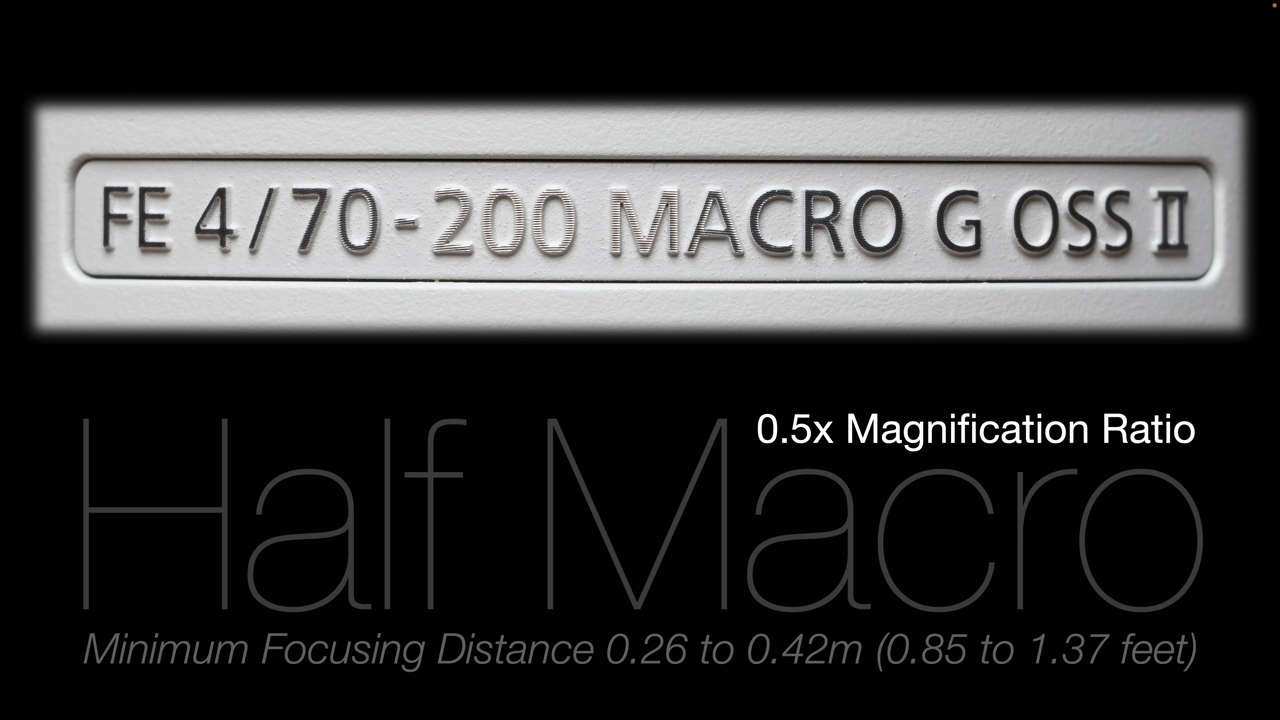 FE 4/70-200 MACRO G OSS II
0.5x Magnification Ratio
Half Macro
Minimum Focusing Distance 0.26 to 0.42m (0.85 to 1.37 feet)